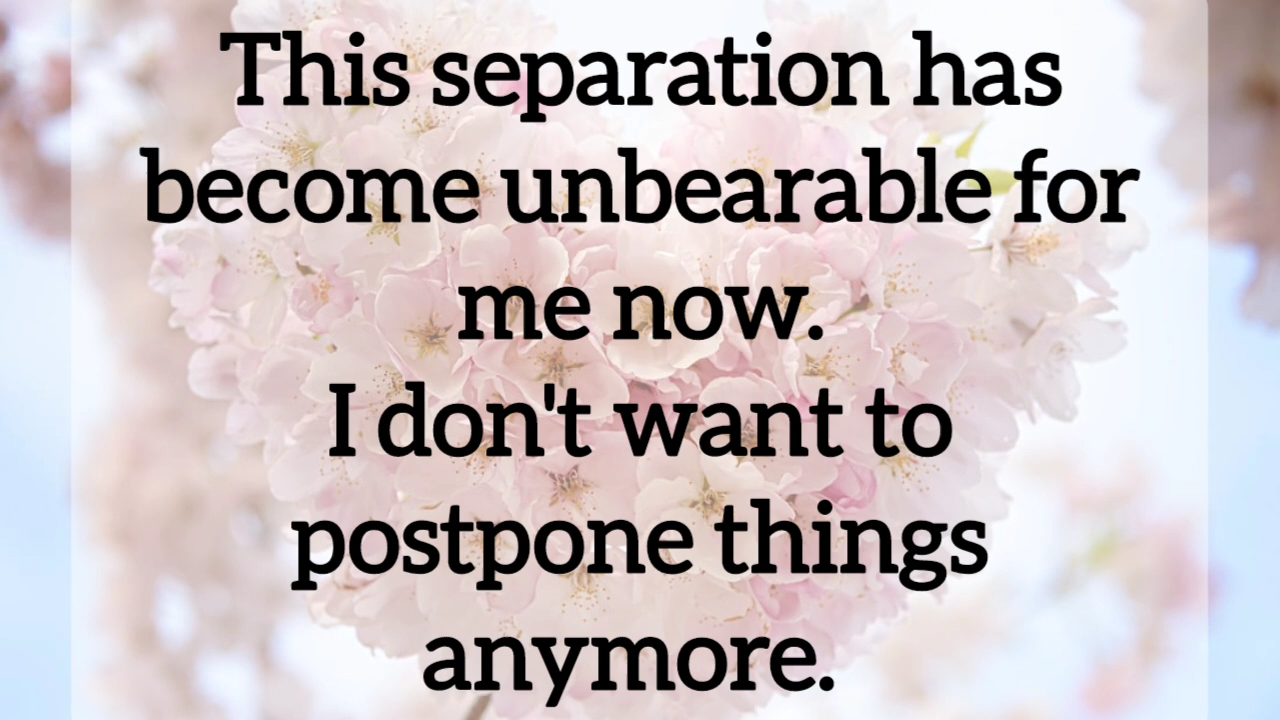 This separation has
become unbearable for
me now.
I don't want to
postpone things
anymore.